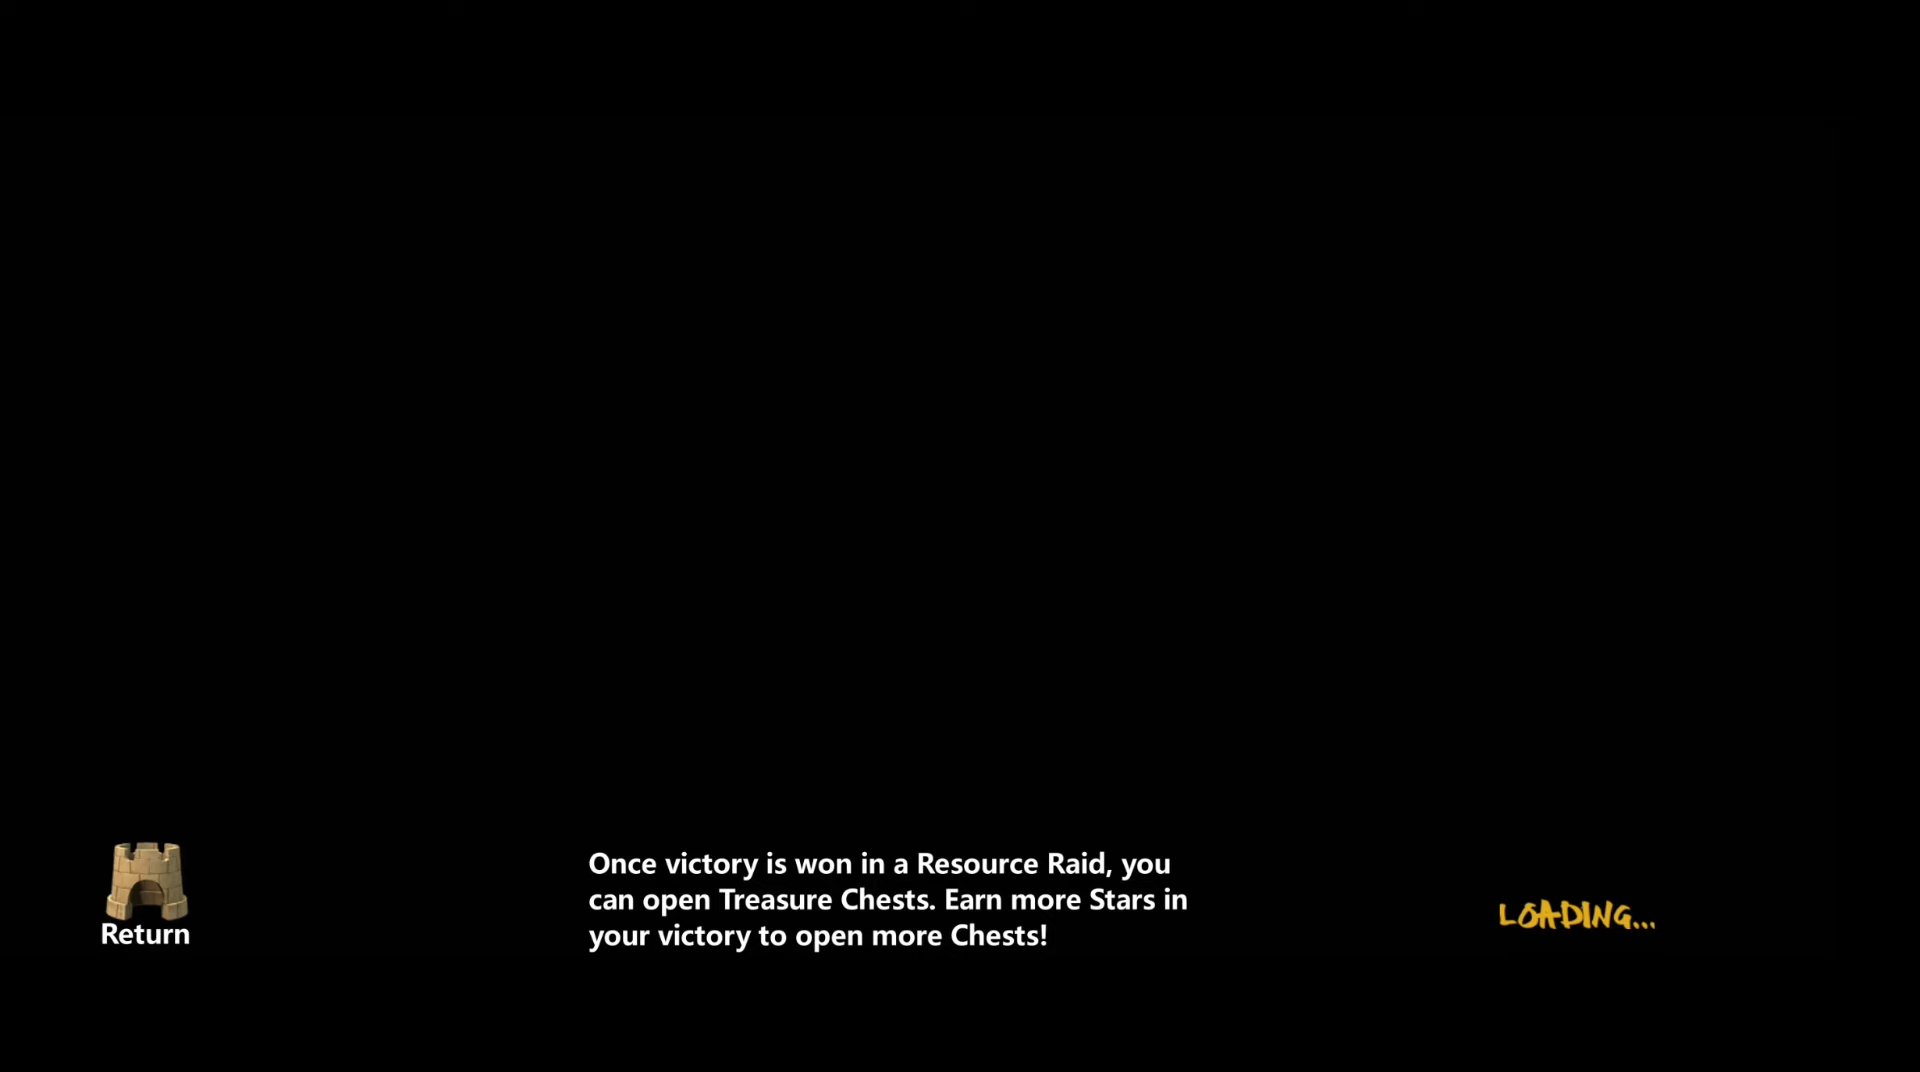 Once victory is won in a Resource Raid, you
can open Treasure Chests. Earn more Stars in
your victory to open more Chests!
Return
LOADING...